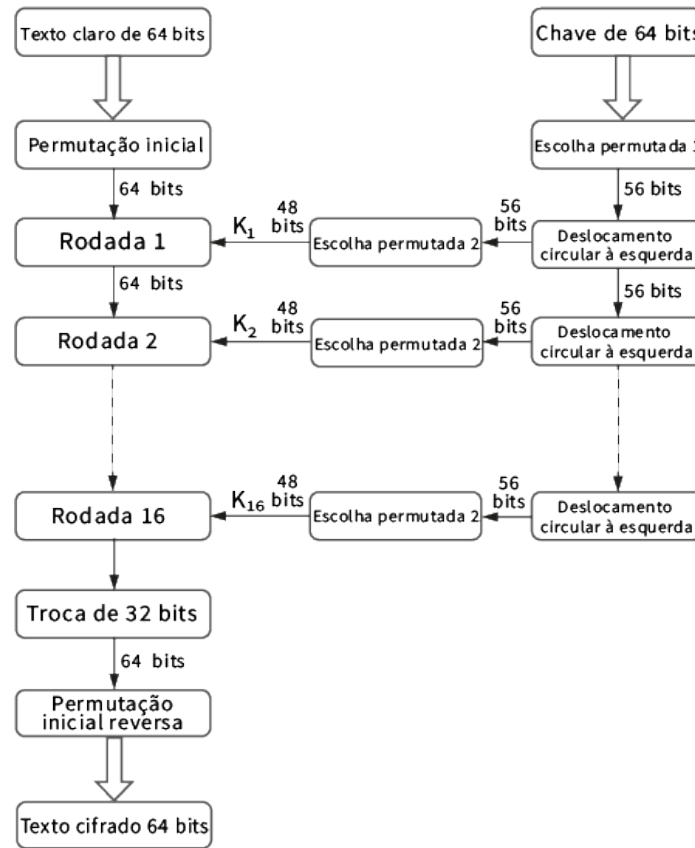 Texto claro de 64 bits
Chave de 64 bits
Permutação inicial
Escolha permutada
64 bits
56 bits
Rodada 1
K1
48
bits
Escolha permutada 2
56
bits
Deslocamento
circular à esquerda
64 bits
56 bits
Rodada 2
K2
48
bits
Escolha permutada 2
56
bits
Deslocamento
circular à esquerda
Rodada 16
K16
48
bits
Escolha permutada 2
56
bits
Deslocamento
circular à esquerda
Troca de 32 bits
64 bits
Permutação
inicial reversa
Texto cifrado 64 bits